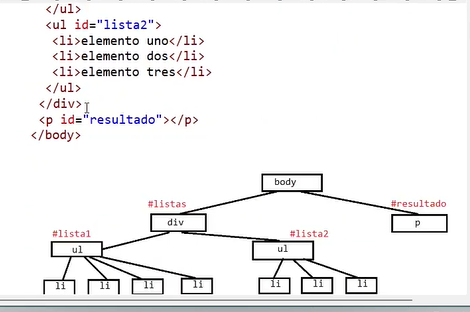 </ul>
<ul id="lista2">
<li>elemento uno</li>
<li>elemento dos</li>
<li>elemento tres</li>
</ul>
</div>
<p id="resultado"></p>
</body>
body
#listas
#resultado
div
p
#lista1
#lista2
ul
ul
li li li li li li li